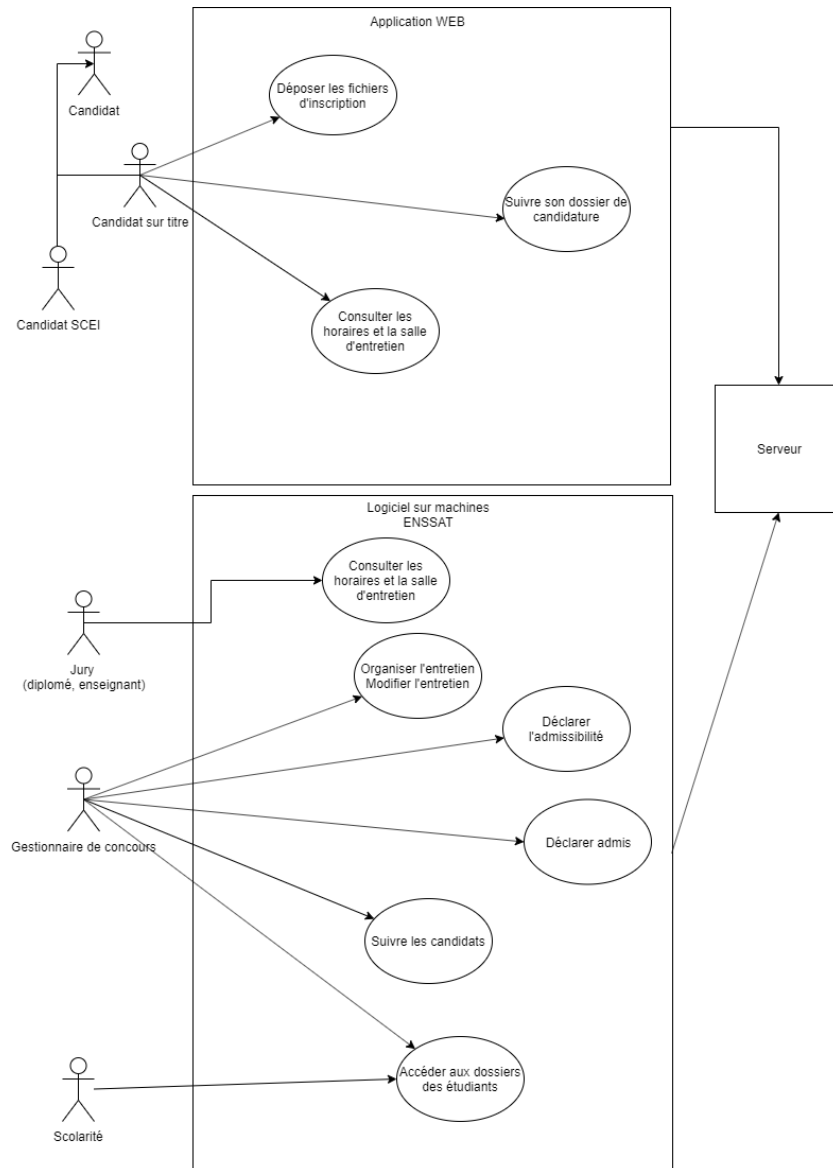 Application WEB
Candidat
Déposer les fichiers
d'inscription
Candidat sur titre
Suivre son dossier de
candidature
Candidat SCEI
Consulter les
horaires et la salle
d'entretien
Serveur
Logiciel sur machines
ENSSAT
Consulter les
horaires et la salle
d'entretien
Jury
(diplomé, enseignant)
Organiser l'entretien
Modifier l'entretien
Déclarer
l'admissibilité
Gestionnaire de concours
Déclarer admis
Suivre les candidats
Accéder aux dossiers
des étudiants
Scolarité